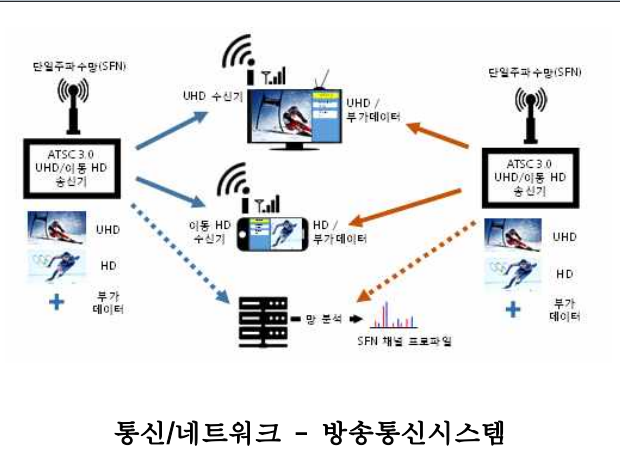 단일주파수망(SFN)
ATSC 3.0
UHD/이동 HD
송신기
UHD
HD
부가
데이터
UHD 수신기
UHD /
부가데이터
이동 HD
수신기
HD /
부가데이터
망 분석
SFN 채널 프로파일
단일주파수망(SFN)
ATSC 3.0
UHD/이동 HD
송신기
UHD
HD
부가
데이터
통신/네트워크 - 방송통신시스템